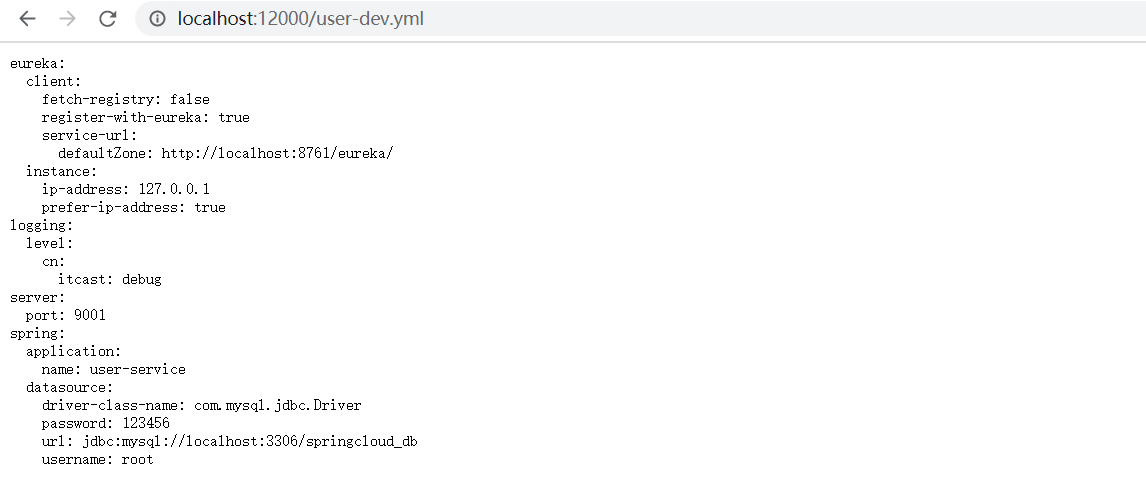 localhost:12000/user-dev.yml
eureka:
  client:
    fetch-registry: false
    register-with-eureka: true
    service-url:
      defaultZone: http://localhost:8761/eureka/
  instance:
    ip-address: 127.0.0.1
    prefer-ip-address: true
logging:
  level:
    cn:
      itcast: debug
server:
  port: 9001
spring:
  application:
    name: user-service
  datasource:
    driver-class-name: com.mysql.jdbc.Driver
    password: 123456
    url: jdbc:mysql://localhost:3306/springcloud_db
    username: root